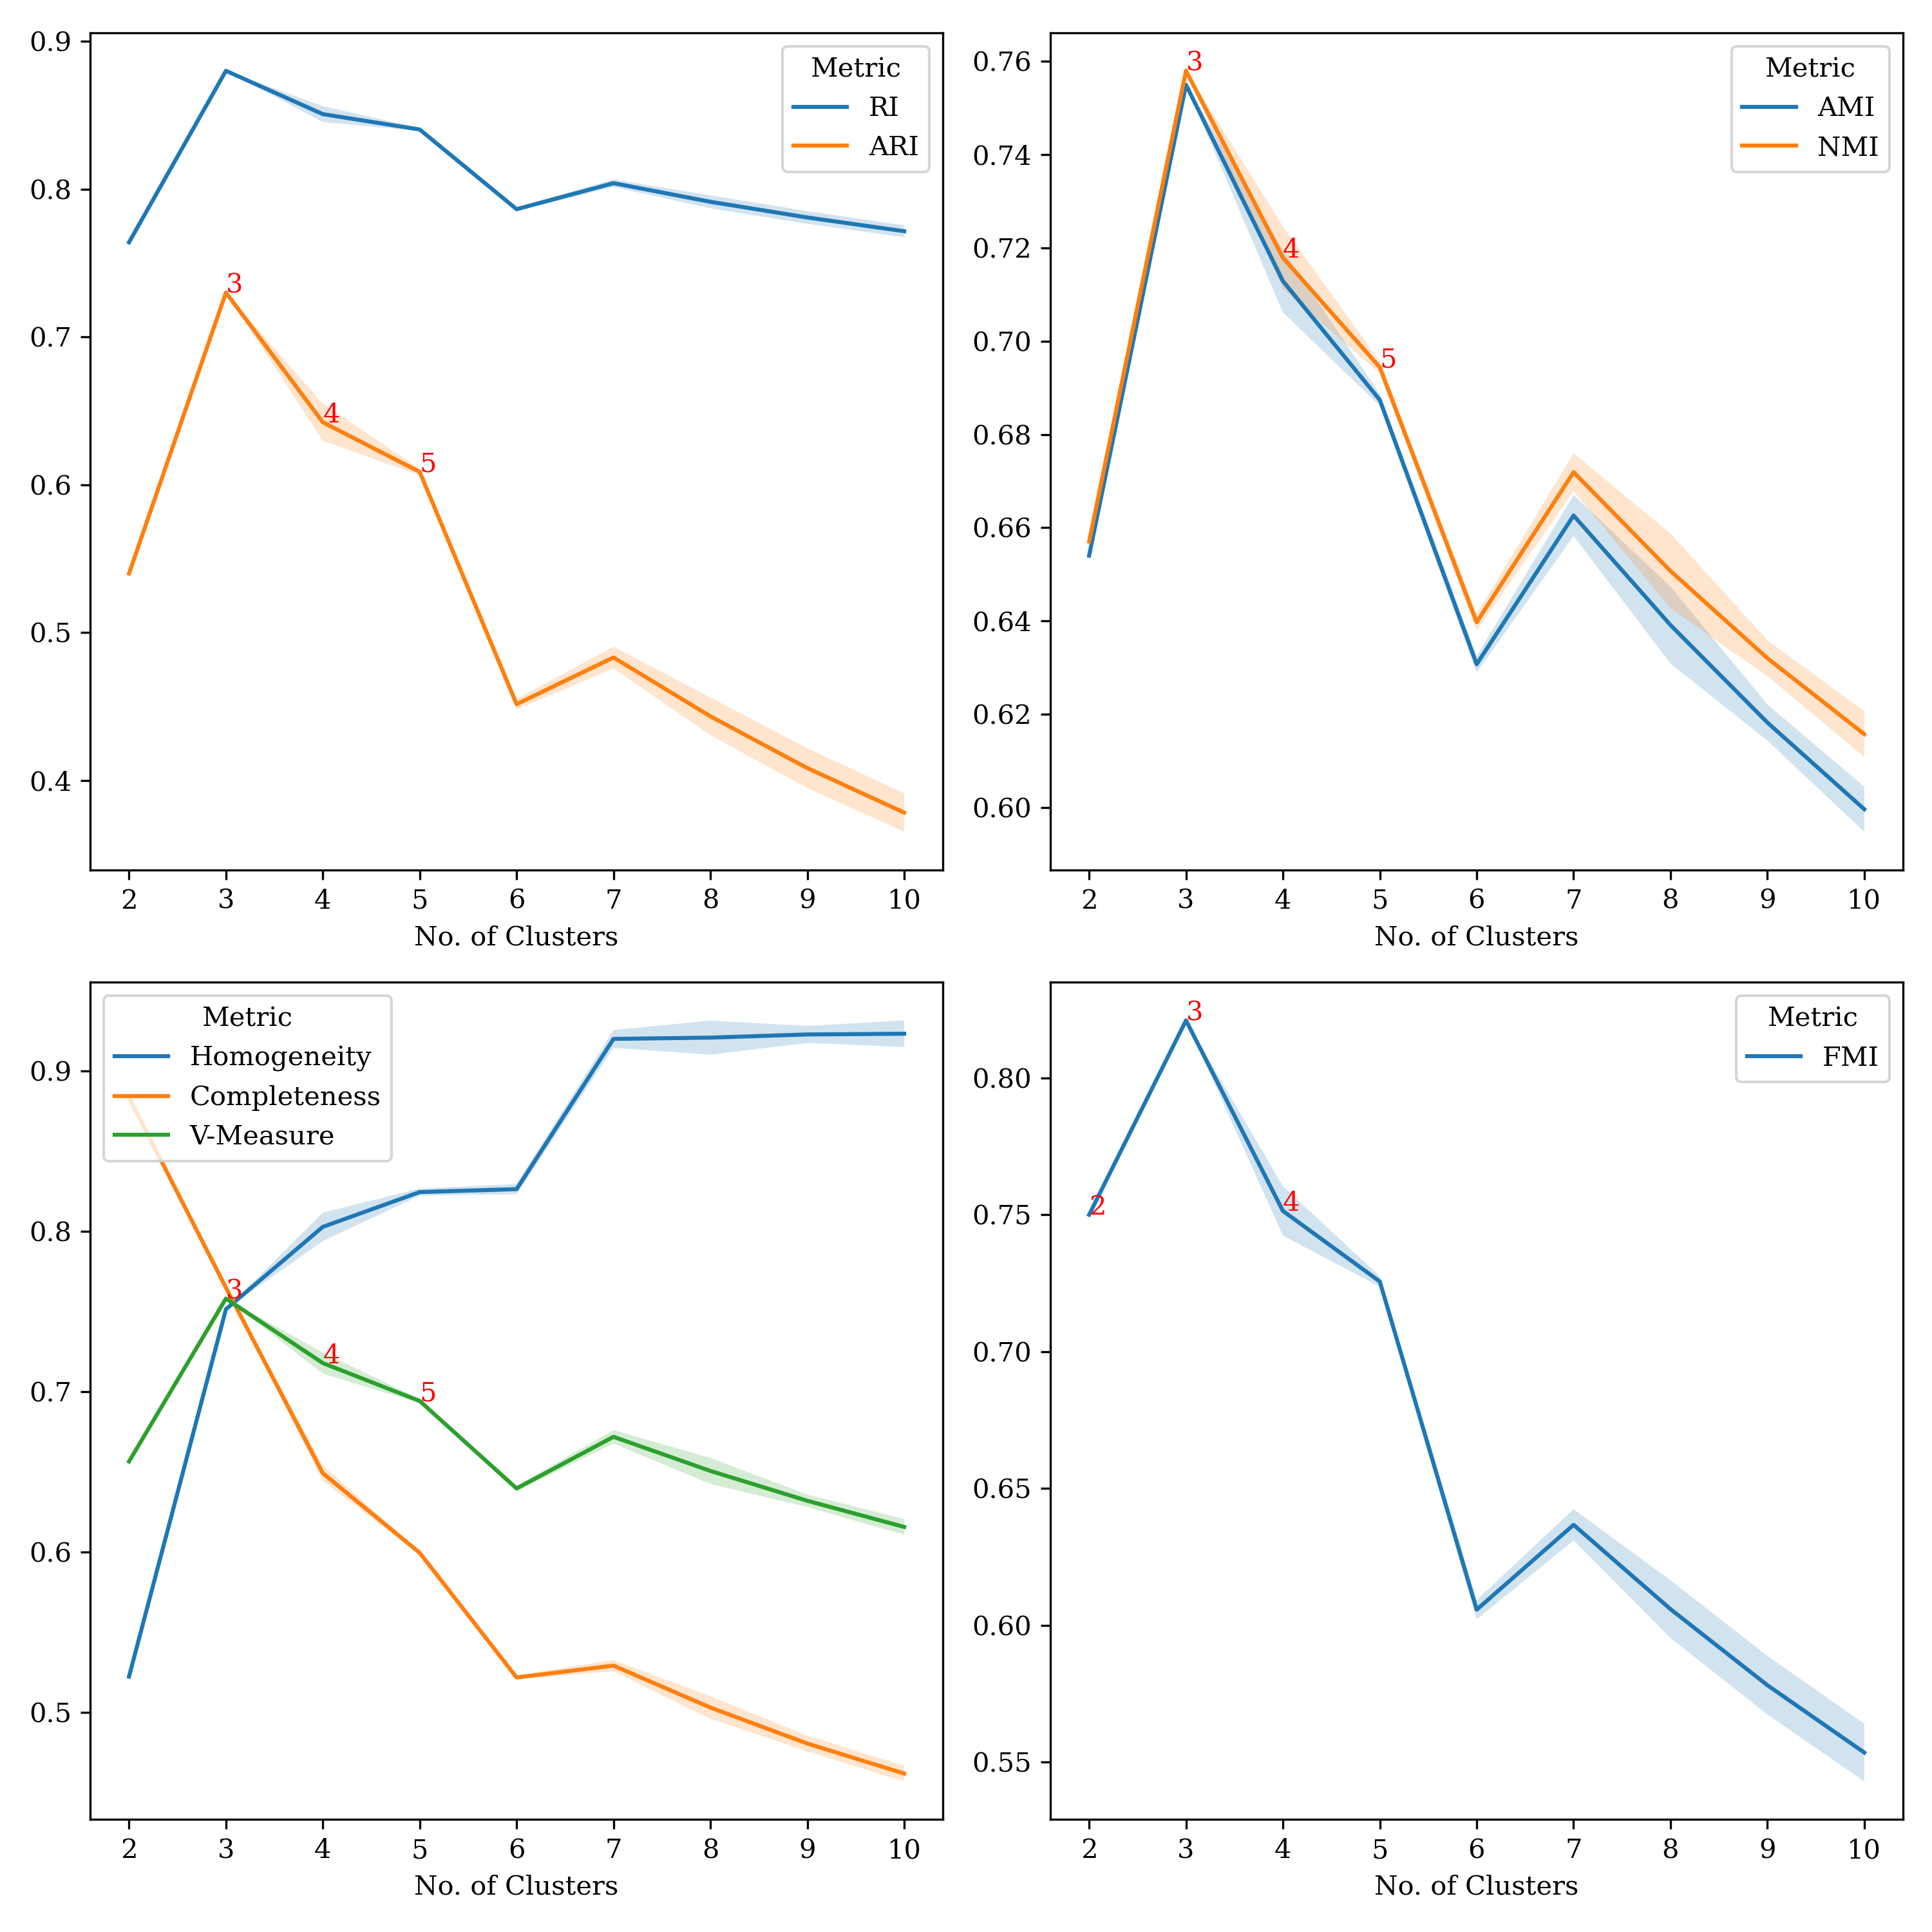 0.9
0.8
0.7
0.6
0.5
0.4
Metric
RI
ARI
3
4
5
2 3 4 5 6 7 8 9 10
No. of Clusters
0.76
0.74
0.72
0.70
0.68
0.66
0.64
0.62
0.60
Metric
AMI
NMI
3
4
5
2 3 4 5 6 7 8 9 10
No. of Clusters
0.9
0.8
0.7
0.6
0.5
Metric
Homogeneity
Completeness
V-Measure
3
4
5
2 3 4 5 6 7 8 9 10
No. of Clusters
0.80
0.75
0.70
0.65
0.60
0.55
Metric
FMI
3
2
4
2 3 4 5 6 7 8 9 10
No. of Clusters